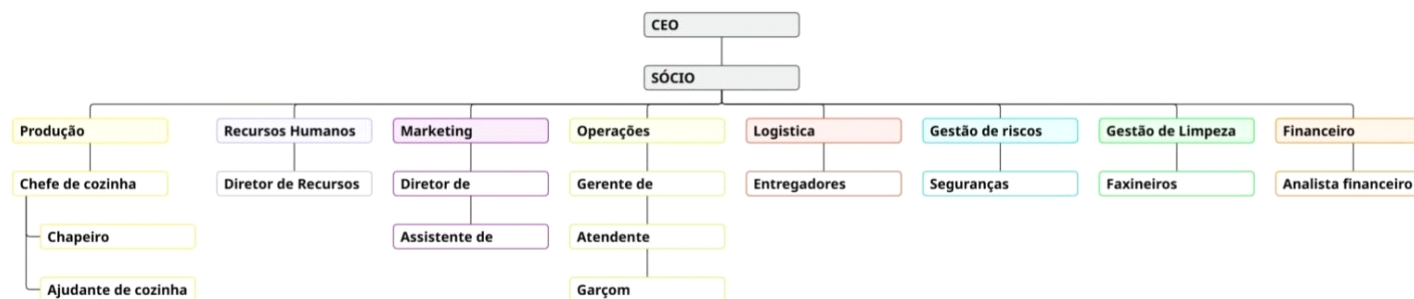 CEO
SÓCIO
Produção
Recursos Humanos
Marketing
Operações
Logistica
Gestão de riscos
Gestão de Limpeza
Financeiro
Chefe de cozinha
Diretor de Recursos
Diretor de
Gerente de
Entregadores
Seguranças
Faxineiros
Analista financeiro
Chapeiro
Assistente de
Atendente
Ajudante de cozinha
Garçom